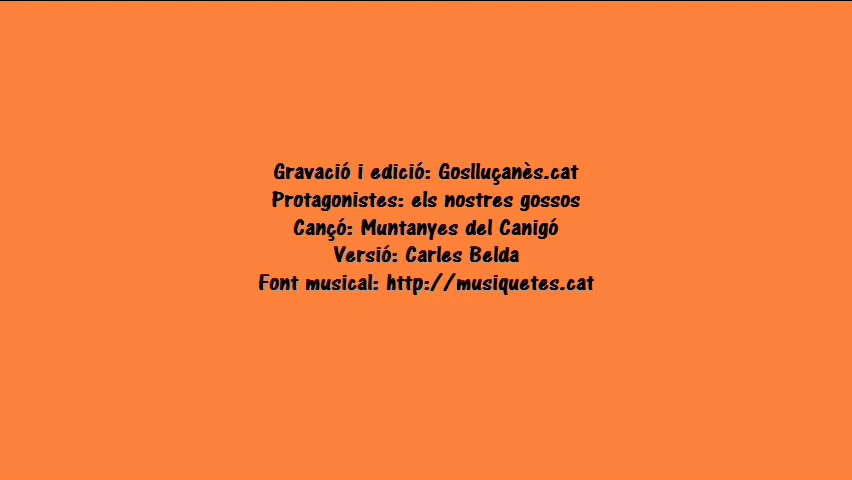 Gravació i edició: Goslluçanès.cat
Protagonistes: els nostres gossos
Cançó: Muntanyes del Canigó
Versió: Carles Belda
Font musical: http://musiquetes.cat